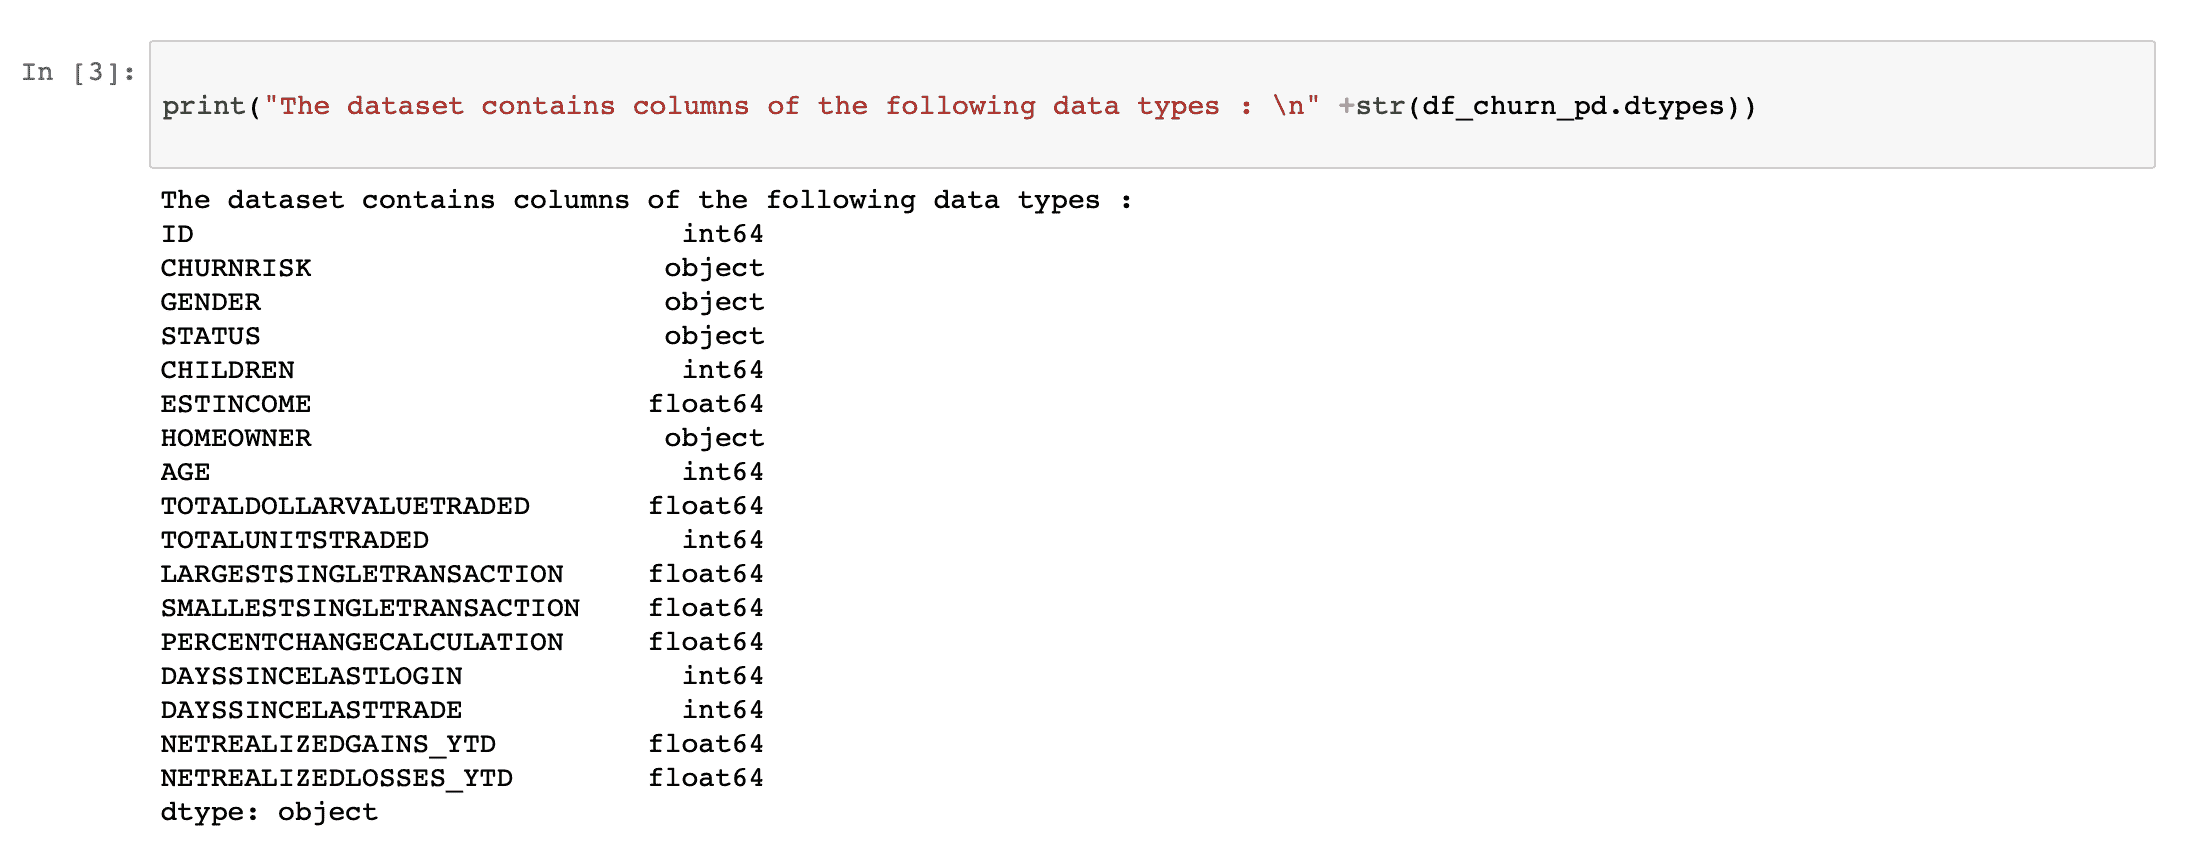 In [3]:
print("The dataset contains columns of the following data types : \n" +str(df_churn_pd.dtypes))
The dataset contains columns of the following data types :
ID int64
CHURNRISK object
GENDER object
STATUS object
CHILDREN int64
ESTINCOME float64
HOMEOWNER object
AGE int64
TOTALDOLLARVALUETRADED float64
TOTALUNITSTRADED int64
LARGESTSINGLETRANSACTION float64
SMALLESTSINGLETRANSACTION float64
PERCENTCHANGECALCULATION float64
DAYSSINCELASTLOGIN int64
DAYSSINCELASTTRADE int64
NETREALIZEDGAINS_YTD float64
NETREALIZEDLOSSES_YTD float64
dtype: object